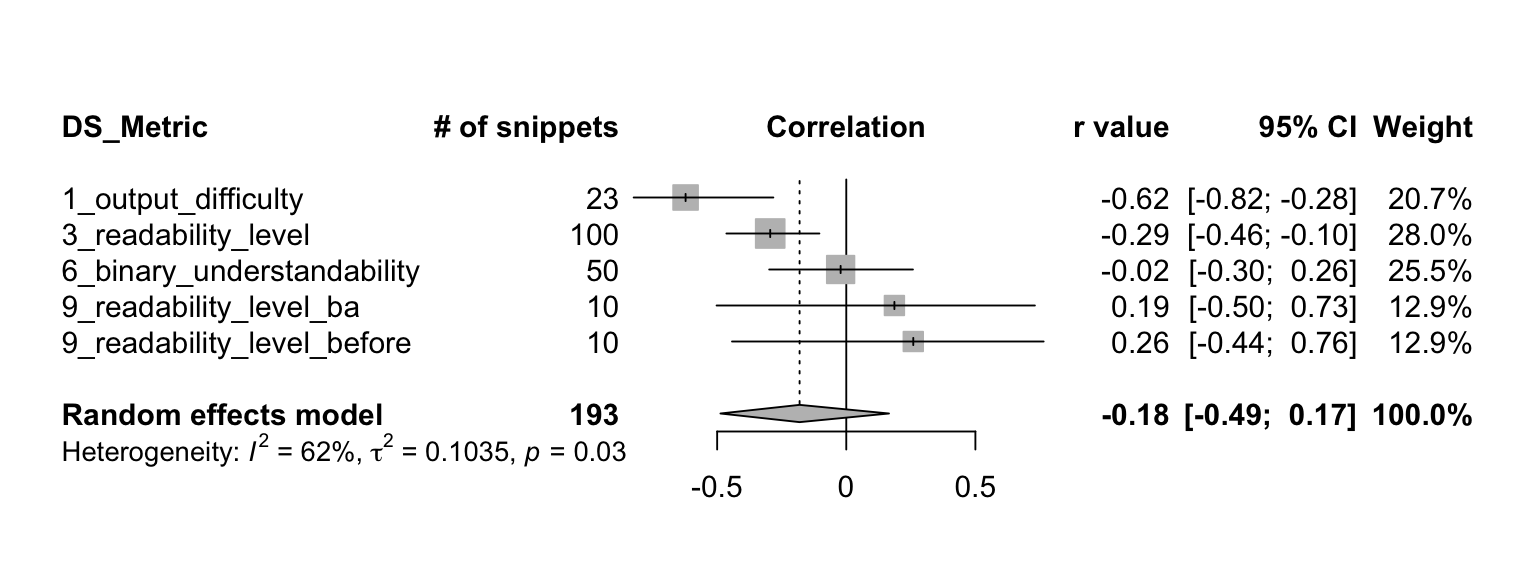 DS_Metric # of snippets Correlation r value 95% CI Weight
1_output_difficulty 23 -0.62 [-0.82; -0.28] 20.7%
3_readability_level 100 -0.29 [-0.46; -0.10] 28.0%
6_binary_understandability 50 -0.02 [-0.30; 0.26] 25.5%
9_readability_level_ba 10 0.19 [-0.50; 0.73] 12.9%
9_readability_level_before 10 0.26 [-0.44; 0.76] 12.9%
Random effects model 193 -0.18 [-0.49; 0.17] 100.0%
Heterogeneity: I² = 62%, τ² = 0.1035, p = 0.03
-0.5 0 0.5